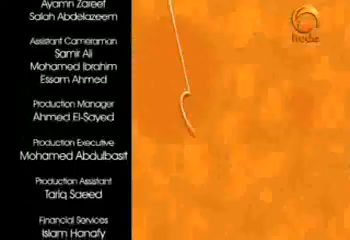 Ayamn Zareef
Salah Abdelazeem
Assistant Cameraman
Samir Ali
Mohamed Ibrahim
Essam Ahmed
Production Manager
Ahmed El-Sayed
Production Executive
Mohamed Abdulbasit
Production Assistant
Tariq Saeed
Financial Services
Islam Hanafy